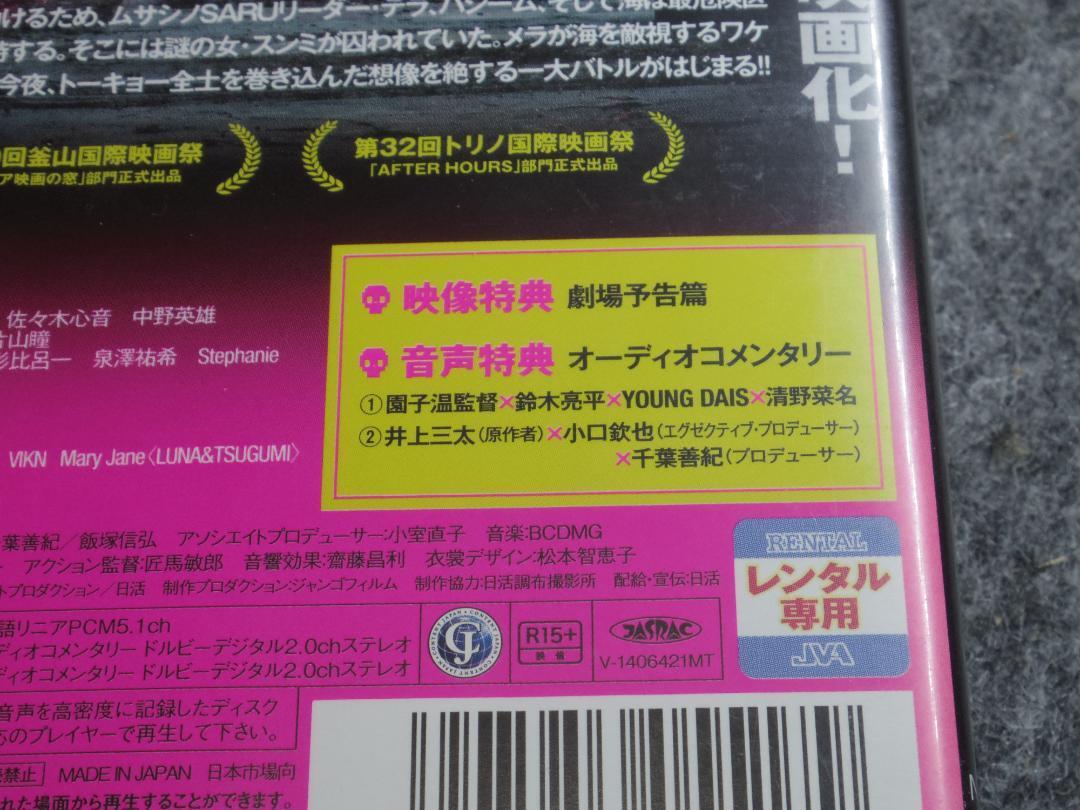 けるため、ムサシノSARUリーダー・テラ、ハシーム、そして海は最危険区
する。そこには謎の女・スンミが囚われていた。メラが海を敵視するワケ
今夜、トーキョー全土を巻き込んだ想像を絶する一大バトルがはじまる!!
画化!
回釜山国際映画祭
ア映画の窓」部門正式出品
第32回トリノ国際映画祭
「AFTER HOURS」部門正式出品
映像特典 劇場予告篇
音声特典 オーディオコメンタリー
①園子温監督×鈴木亮平×YOUNG DAIS×清野菜名
②井上三太(原作者)×小口欽也(エグゼクティブ・プロデューサー)
×千葉善紀(プロデューサー)
佐々木心音 中野英雄
片山瞳
比呂一 泉澤祐希 Stephanie
VIKN Mary Jane〈LUNA&TSUGUMI〉
葉善紀/飯塚信弘 アソシエイトプロデューサー:小室直子 音楽:BCDMG
アクション監督:匠馬敏郎 音響効果:齋藤昌利 衣裳デザイン:松本智恵子
トプロダクション/日活 制作プロダクション:ジャンゴフィルム 制作協力:日活調布撮影所 配給・宣伝:日活
語リニアPCM5.1ch
ディオコメンタリー ドルビーデジタル2.0chステレオ
ディオコメンタリー ドルビーデジタル2.0chステレオ
R15+
映倫
JASRAC
V-1406421MT
RENTAL
レンタル
専用
JVA
音声を高密度に記録したディスク
応のプレイヤーで再生して下さい。
禁止 MADE IN JAPAN 日本市場向
れた場面から再生することができます。